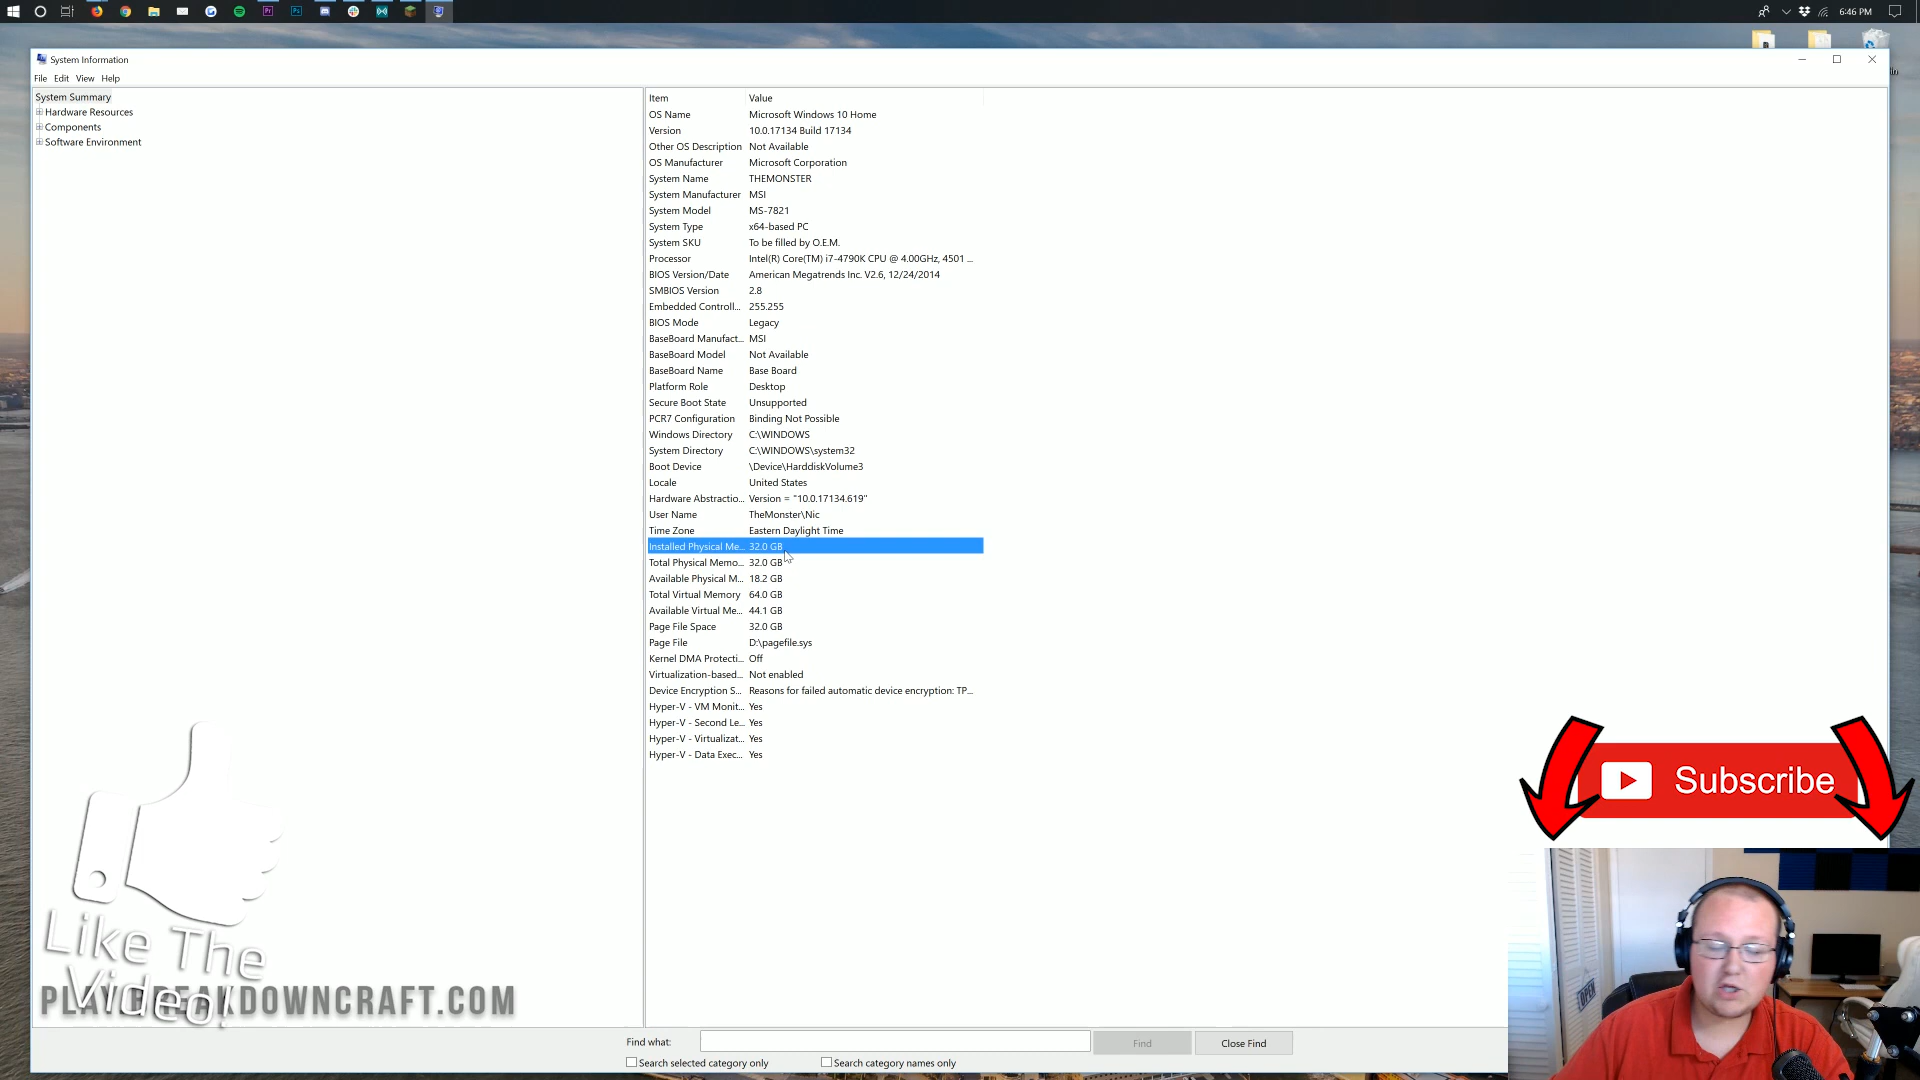 6:46 PM
System Information
File Edit View Help
System Summary
Hardware Resources
Components
Software Environment
Item Value
OS Name Microsoft Windows 10 Home
Version 10.0.17134 Build 17134
Other OS Description Not Available
OS Manufacturer Microsoft Corporation
System Name THEMONSTER
System Manufacturer MSI
System Model MS-7821
System Type x64-based PC
System SKU To be filled by O.E.M.
Processor Intel(R) Core(TM) i7-4790K CPU @ 4.00GHz, 4501 ...
BIOS Version/Date American Megatrends Inc. V2.6, 12/24/2014
SMBIOS Version 2.8
Embedded Controll... 255.255
BIOS Mode Legacy
BaseBoard Manufact... MSI
BaseBoard Model Not Available
BaseBoard Name Base Board
Platform Role Desktop
Secure Boot State Unsupported
PCR7 Configuration Binding Not Possible
Windows Directory C:\WINDOWS
System Directory C:\WINDOWS\system32
Boot Device \Device\HarddiskVolume3
Locale United States
Hardware Abstractio... Version = "10.0.17134.619"
User Name TheMonster\Nic
Time Zone Eastern Daylight Time
Installed Physical Me... 32.0 GB
Total Physical Memo... 32.0 GB
Available Physical M... 18.2 GB
Total Virtual Memory 64.0 GB
Available Virtual Me... 44.1 GB
Page File Space 32.0 GB
Page File D:\pagefile.sys
Kernel DMA Protecti... Off
Virtualization-based... Not enabled
Device Encryption S... Reasons for failed automatic device encryption: TP...
Hyper-V - VM Monit... Yes
Hyper-V - Second Le... Yes
Hyper-V - Virtualizat... Yes
Hyper-V - Data Exec... Yes
Subscribe
Like The
Video!
PLAY.BREAKDOWNCRAFT.COM
OPEN
Find what:
Find
Close Find
Search selected category only
Search category names only